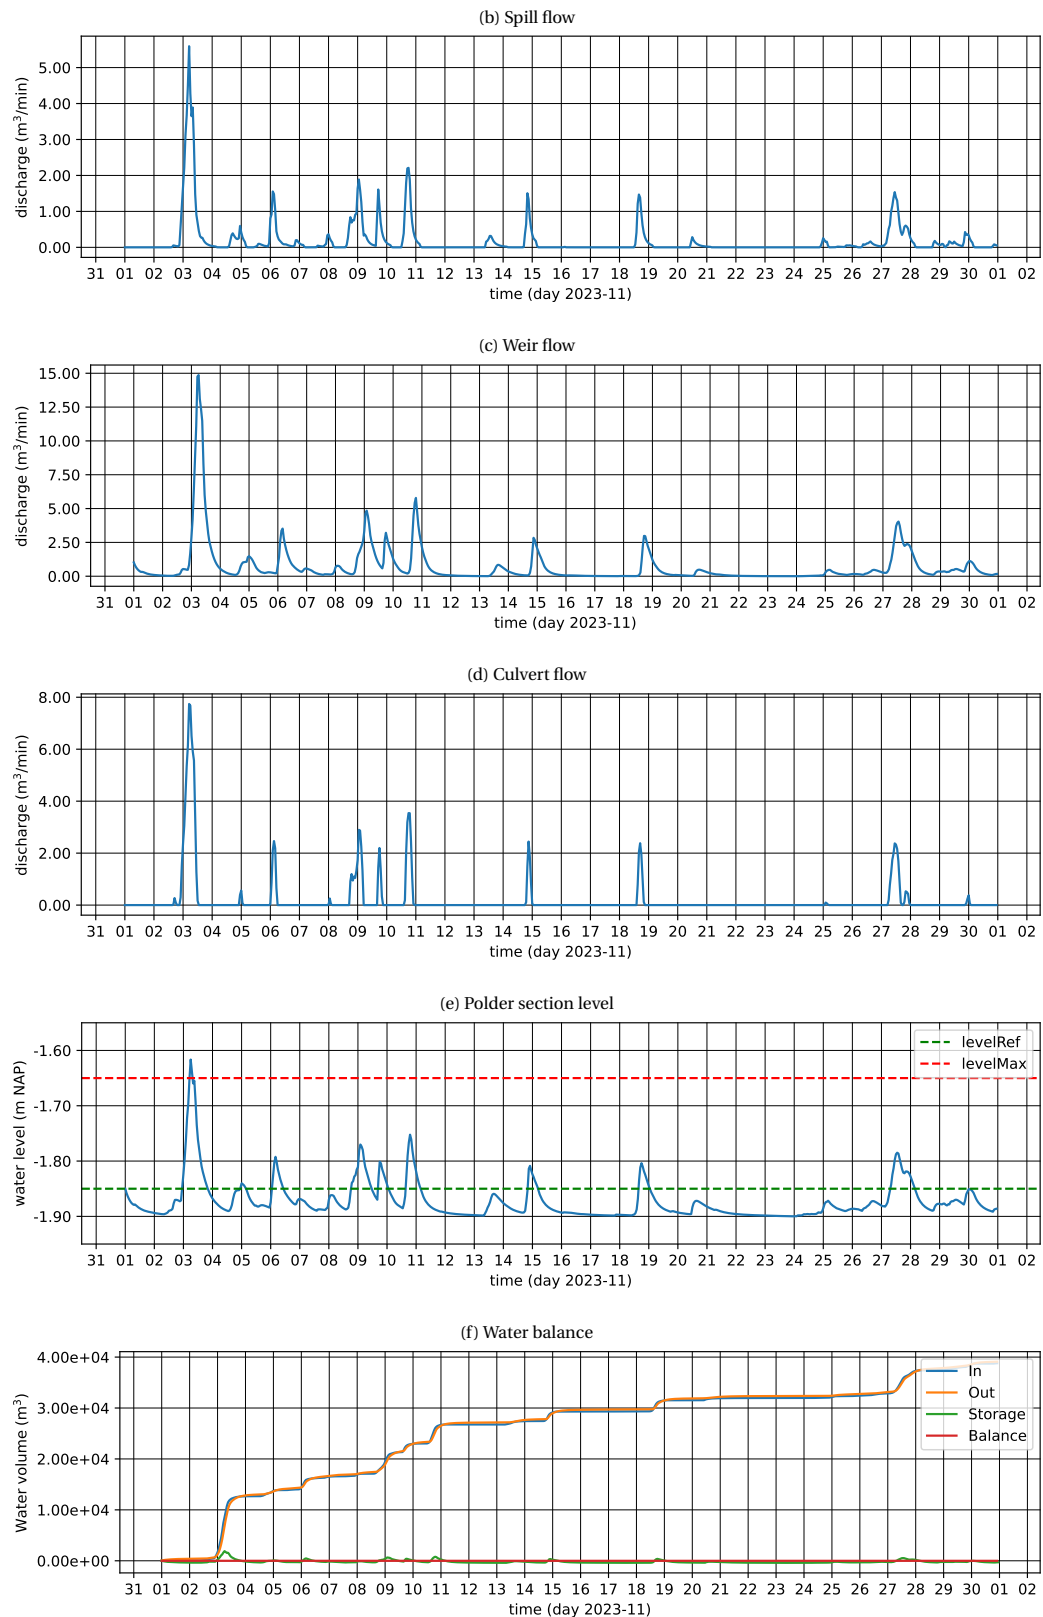 (b) Spill flow
discharge (m³/min)
5.00
4.00
3.00
2.00
1.00
0.00
31 01 02 03 04 05 06 07 08 09 10 11 12 13 14 15 16 17 18 19 20 21 22 23 24 25 26 27 28 29 30 01 02
time (day 2023-11)
(c) Weir flow
discharge (m³/min)
15.00
12.50
10.00
7.50
5.00
2.50
0.00
31 01 02 03 04 05 06 07 08 09 10 11 12 13 14 15 16 17 18 19 20 21 22 23 24 25 26 27 28 29 30 01 02
time (day 2023-11)
(d) Culvert flow
discharge (m³/min)
8.00
6.00
4.00
2.00
0.00
31 01 02 03 04 05 06 07 08 09 10 11 12 13 14 15 16 17 18 19 20 21 22 23 24 25 26 27 28 29 30 01 02
time (day 2023-11)
(e) Polder section level
water level (m NAP)
-1.60
-1.70
-1.80
-1.90
levelRef
levelMax
31 01 02 03 04 05 06 07 08 09 10 11 12 13 14 15 16 17 18 19 20 21 22 23 24 25 26 27 28 29 30 01 02
time (day 2023-11)
(f) Water balance
Water volume (m³)
4.00e+04
3.00e+04
2.00e+04
1.00e+04
0.00e+00
In
Out
Storage
Balance
31 01 02 03 04 05 06 07 08 09 10 11 12 13 14 15 16 17 18 19 20 21 22 23 24 25 26 27 28 29 30 01 02
time (day 2023-11)